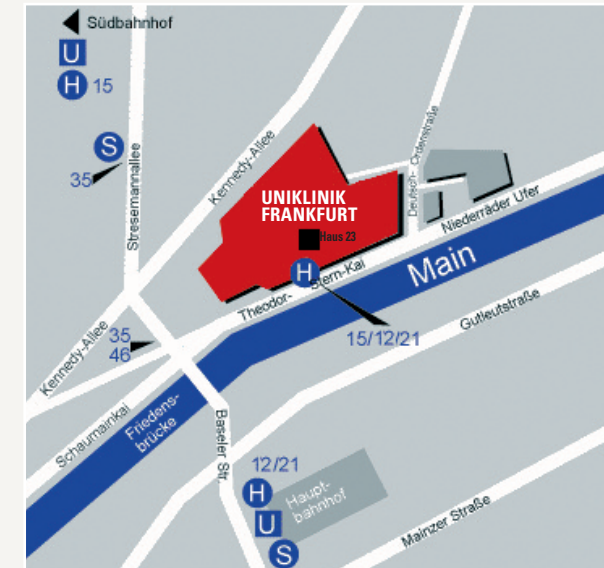 Südbahnhof
U
H 15
S
35
Stresemannallee
Kennedy-Allee
UNIKLINIK
FRANKFURT
Haus 23
H
Deutsch-Ordenstraße
Niederräder Ufer
Theodor-Stern-Kai
Main
15/12/21
Gutleutstraße
35
46
Kennedy-Allee
Schaumainkai
Friedens-
brücke
Baseler Str.
12/21
H
U
S
Haupt-
bahnhof
Mainzer Straße